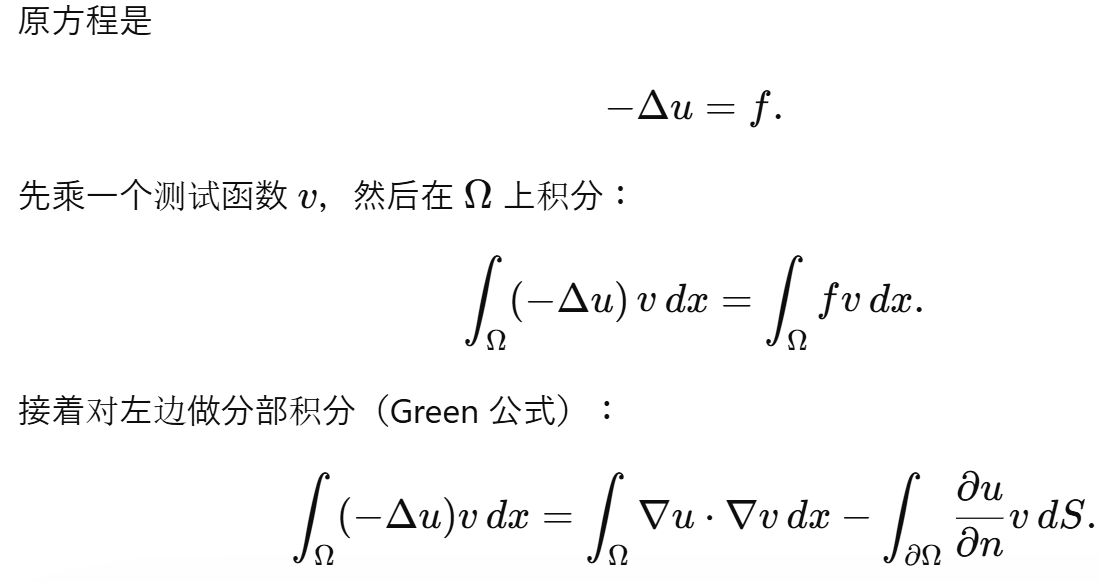 原方程是
−Δu = f.
先乘一个测试函数 v，然后在 Ω 上积分：
∫_Ω (−Δu) v dx = ∫_Ω fv dx.
接着对左边做分部积分（Green 公式）：
∫_Ω (−Δu)v dx = ∫_Ω ∇u · ∇v dx − ∫_∂Ω ∂u/∂n v dS.